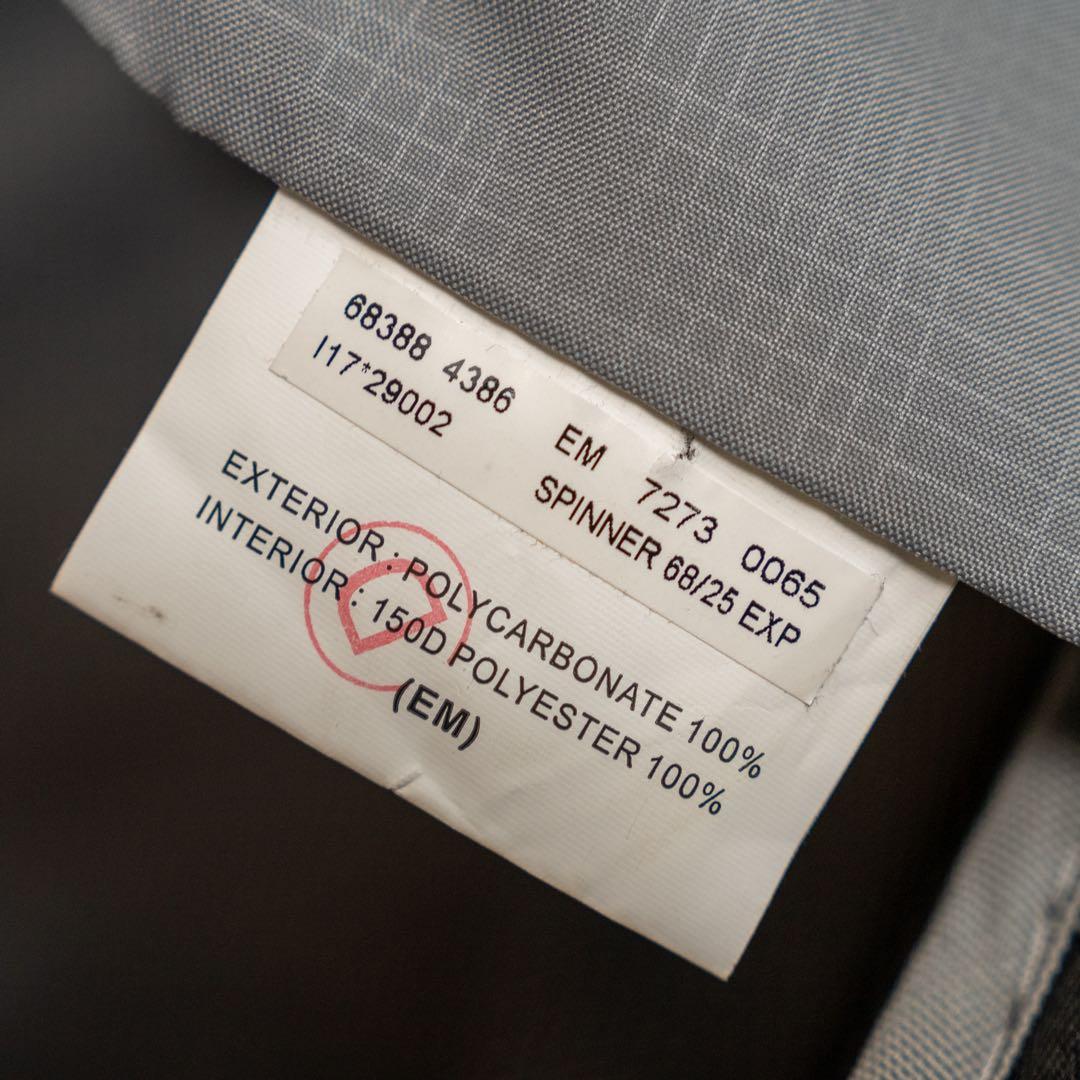 68388 4386 EM 7273 0065
I17*29002 SPINNER 68/25 EXP
EXTERIOR : POLYCARBONATE 100%
INTERIOR : 150D POLYESTER 100%
(EM)